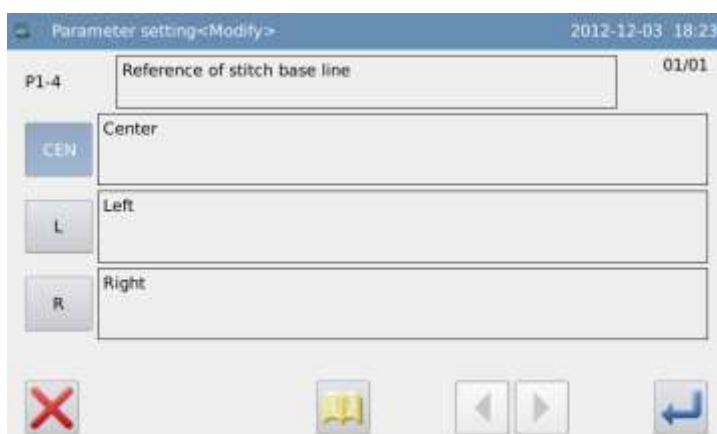 Parameter setting<Modify> 2012-12-03 18:23
P1-4 Reference of stitch base line 01/01
CEN Center
L Left
R Right